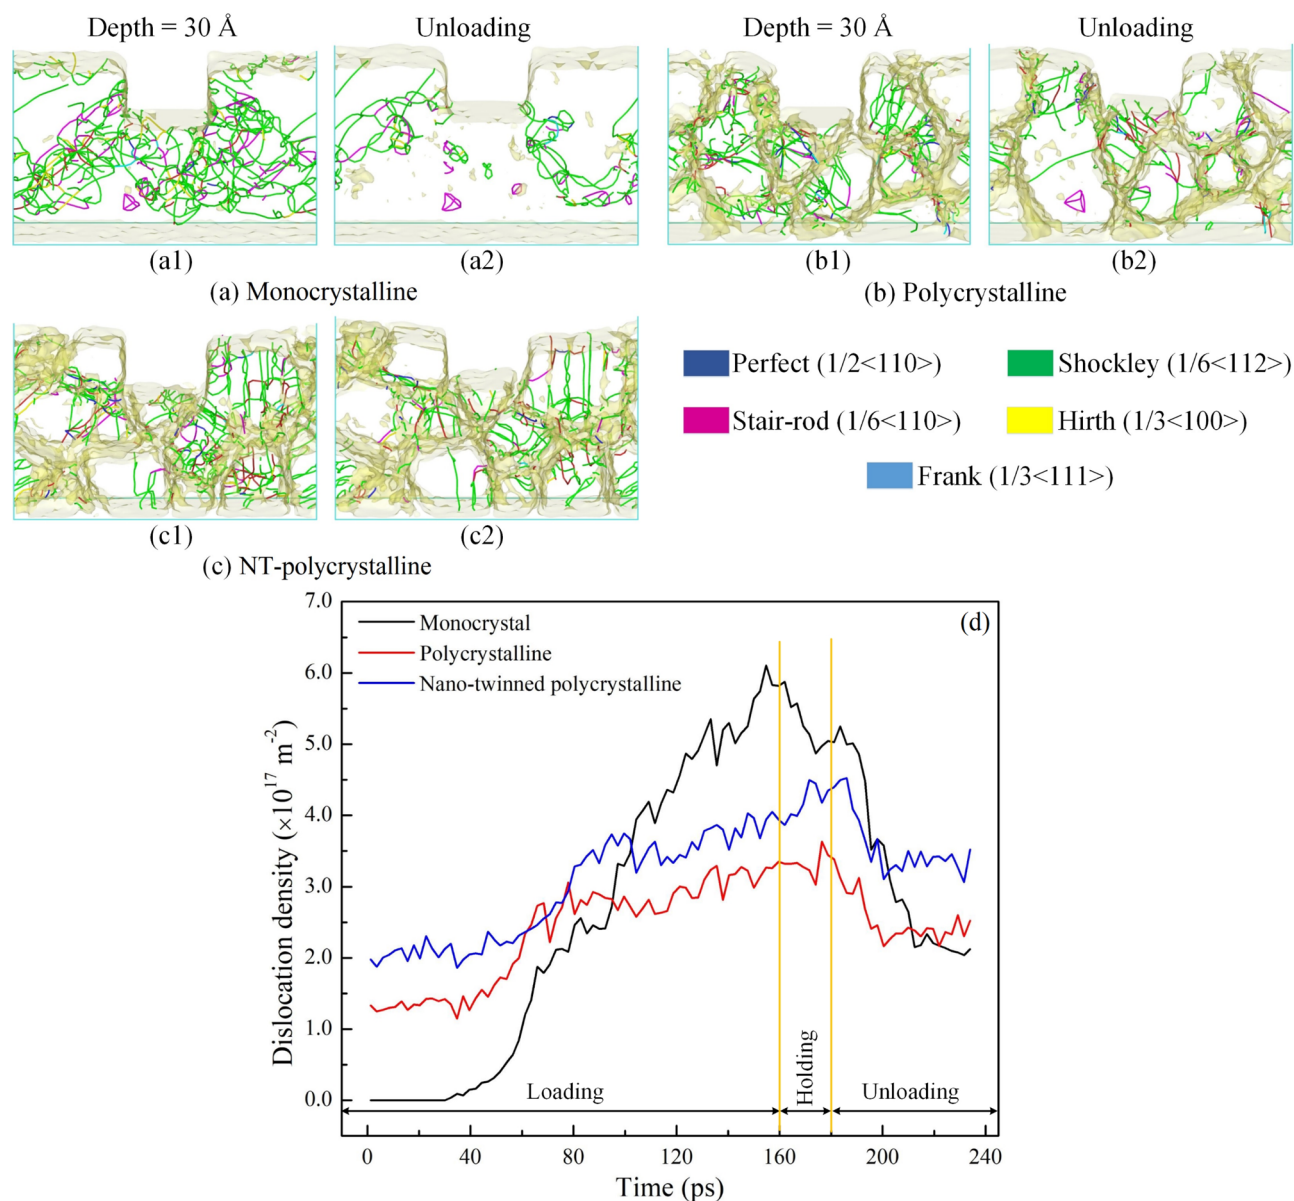 Depth = 30 Å
Unloading
Depth = 30 Å
Unloading
(a1)
(a2)
(b1)
(b2)
(a) Monocrystalline
(b) Polycrystalline
Perfect (1/2<110>)
Shockley (1/6<112>)
Stair-rod (1/6<110>)
Hirth (1/3<100>)
Frank (1/3<111>)
(c1)
(c2)
(c) NT-polycrystalline
(d)
Monocrystal
Polycrystalline
Nano-twinned polycrystalline
7.0
6.0
5.0
4.0
3.0
2.0
1.0
0.0
Dislocation density (×10¹⁷ m⁻²)
Loading
Holding
Unloading
0
40
80
120
160
200
240
Time (ps)